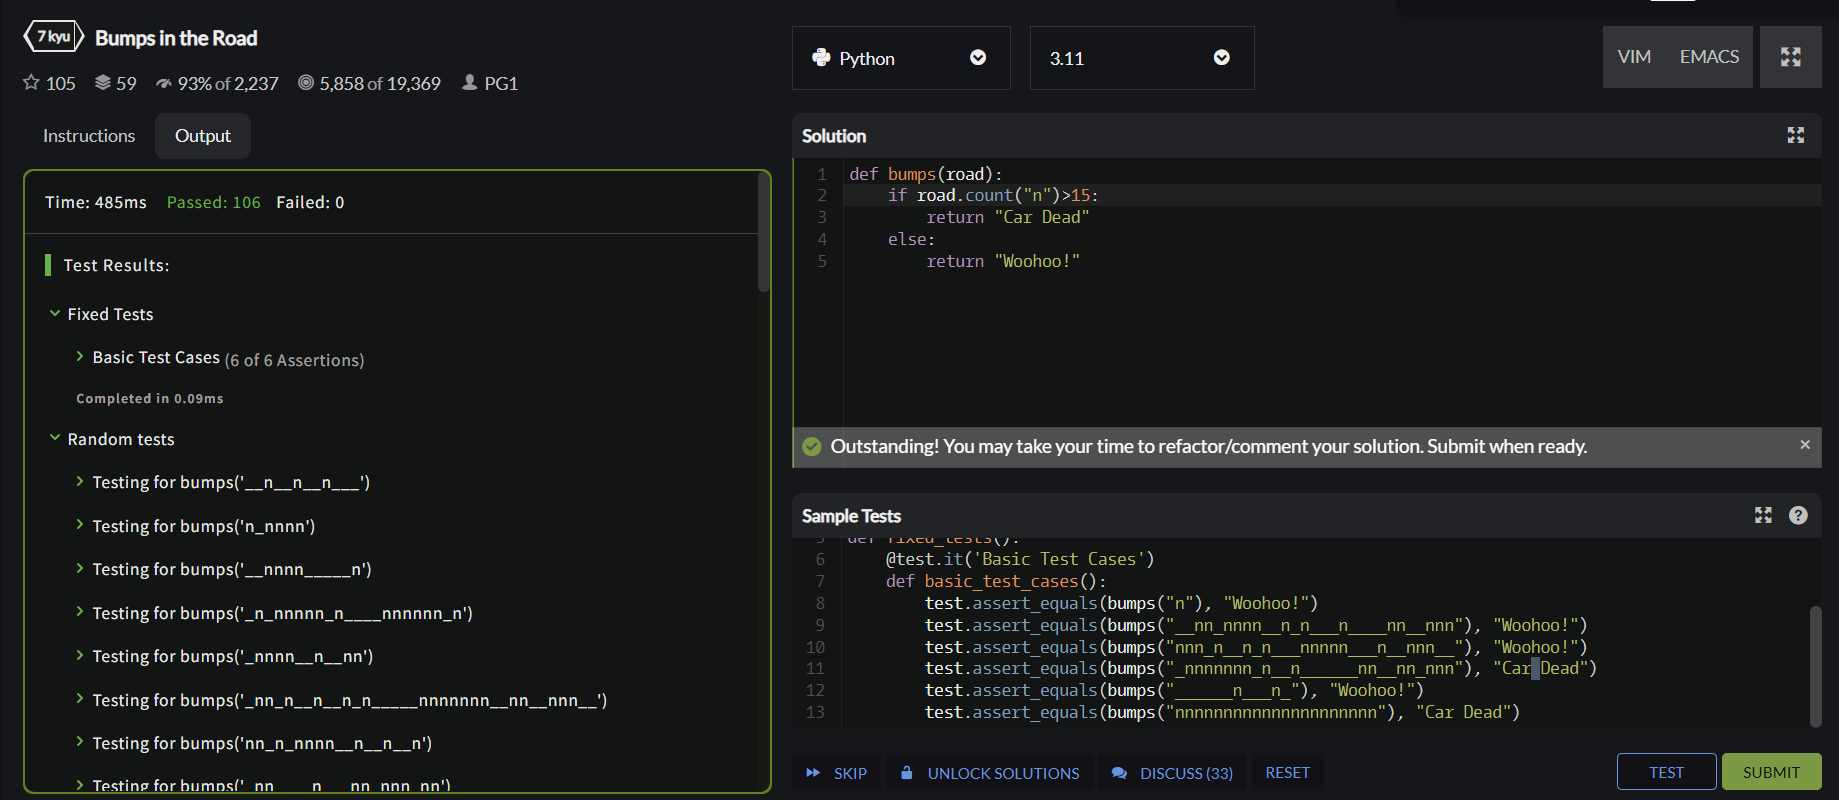 7 kyu Bumps in the Road
105 59 93% of 2,237 5,858 of 19,369 PG1
Instructions Output
Time: 485ms Passed: 106 Failed: 0
Test Results:
Fixed Tests
Basic Test Cases (6 of 6 Assertions)
Completed in 0.09ms
Random tests
Testing for bumps('__n__n__n___')
Testing for bumps('n_nnnn')
Testing for bumps('__nnnn_____n')
Testing for bumps('_n_nnnnn_n____nnnnnn_n')
Testing for bumps('_nnnn__n__nn')
Testing for bumps('_nn_n__n__n_n_____nnnnnnn__nn__nnn__')
Testing for bumps('nn_n_nnnn__n__n__n')
Testing for bumps('_nn____n___nn_nnn_nn')
Python 3.11 VIM EMACS
Solution
1 def bumps(road):
2 if road.count("n")>15:
3 return "Car Dead"
4 else:
5 return "Woohoo!"
Outstanding! You may take your time to refactor/comment your solution. Submit when ready.
Sample Tests
5 def fixed_tests():
6 @test.it('Basic Test Cases')
7 def basic_test_cases():
8 test.assert_equals(bumps("n"), "Woohoo!")
9 test.assert_equals(bumps("__nn_nnnn__n_n___n____nn__nnn"), "Woohoo!")
10 test.assert_equals(bumps("nnn_n__n_n___nnnnn___n__nnn__"), "Woohoo!")
11 test.assert_equals(bumps("_nnnnnnn_n__n______nn__nn_nnn"), "Car Dead")
12 test.assert_equals(bumps("______n___n_"), "Woohoo!")
13 test.assert_equals(bumps("nnnnnnnnnnnnnnnnnnnnn"), "Car Dead")
SKIP UNLOCK SOLUTIONS DISCUSS (33) RESET TEST SUBMIT